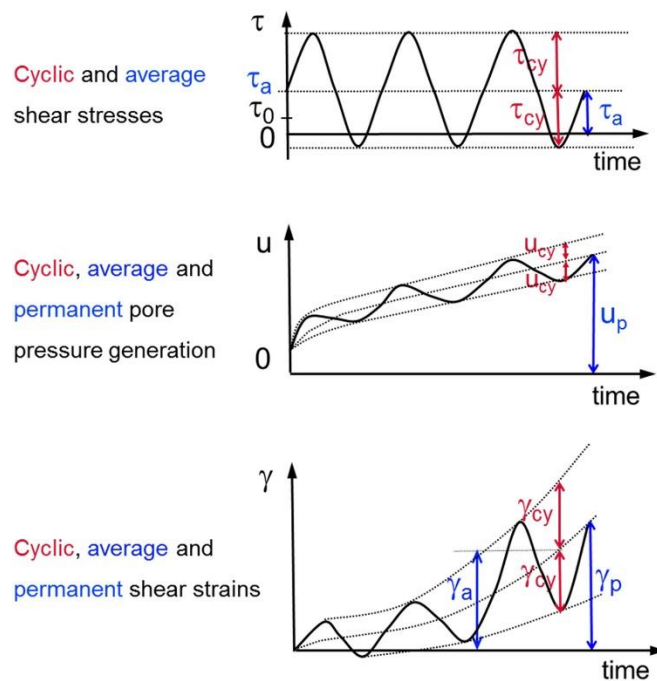 τ
Cyclic and average
shear stresses
τa
τ0
0
τcy
τcy
τa
time
u
Cyclic, average and
permanent pore
pressure generation
0
ucy
ucy
up
time
γ
Cyclic, average and
permanent shear strains
γcy
γa
γcy
γp
time